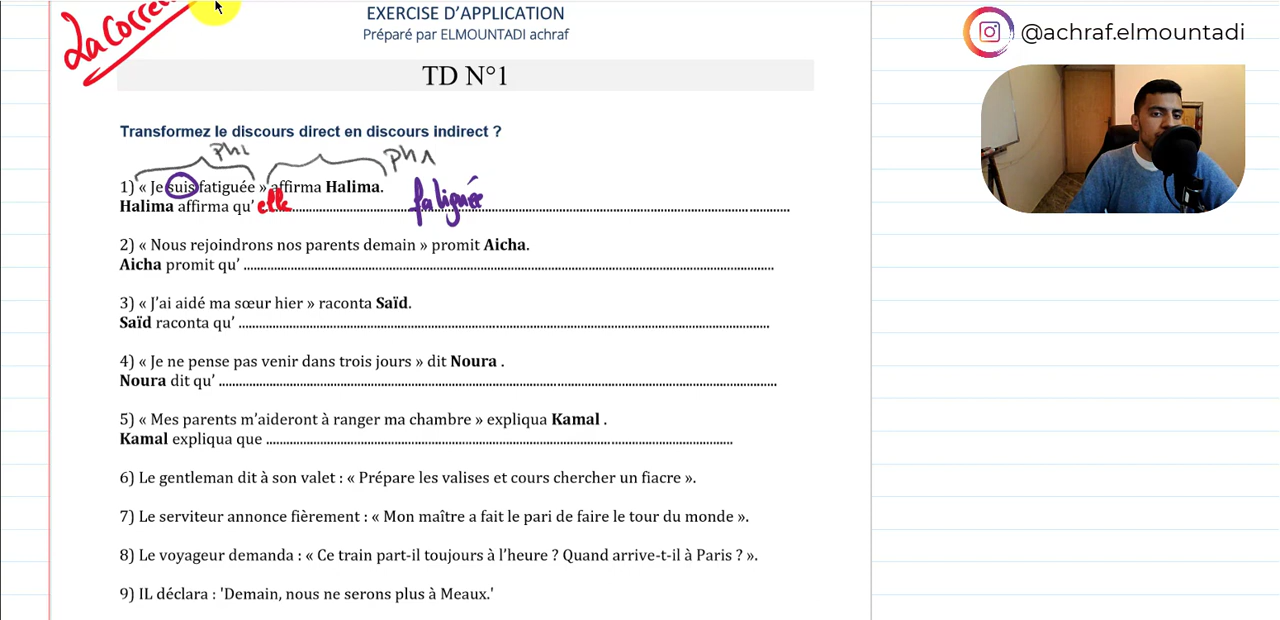 La Corre
EXERCISE D'APPLICATION
Préparé par ELMOUNTADI achraf
@achraf.elmountadi
TD N°1
Transformez le discours direct en discours indirect ?
Ph2 Ph1
1) « Je suis fatiguée » affirma Halima.
Halima affirma qu' elle fatiguée
2) « Nous rejoindrons nos parents demain » promit Aicha.
Aicha promit qu'
3) « J'ai aidé ma sœur hier » raconta Saïd.
Saïd raconta qu'
4) « Je ne pense pas venir dans trois jours » dit Noura .
Noura dit qu'
5) « Mes parents m'aideront à ranger ma chambre » expliqua Kamal .
Kamal expliqua que
6) Le gentleman dit à son valet : « Prépare les valises et cours chercher un fiacre ».
7) Le serviteur annonce fièrement : « Mon maître a fait le pari de faire le tour du monde ».
8) Le voyageur demanda : « Ce train part-il toujours à l'heure ? Quand arrive-t-il à Paris ? ».
9) IL déclara : 'Demain, nous ne serons plus à Meaux.'